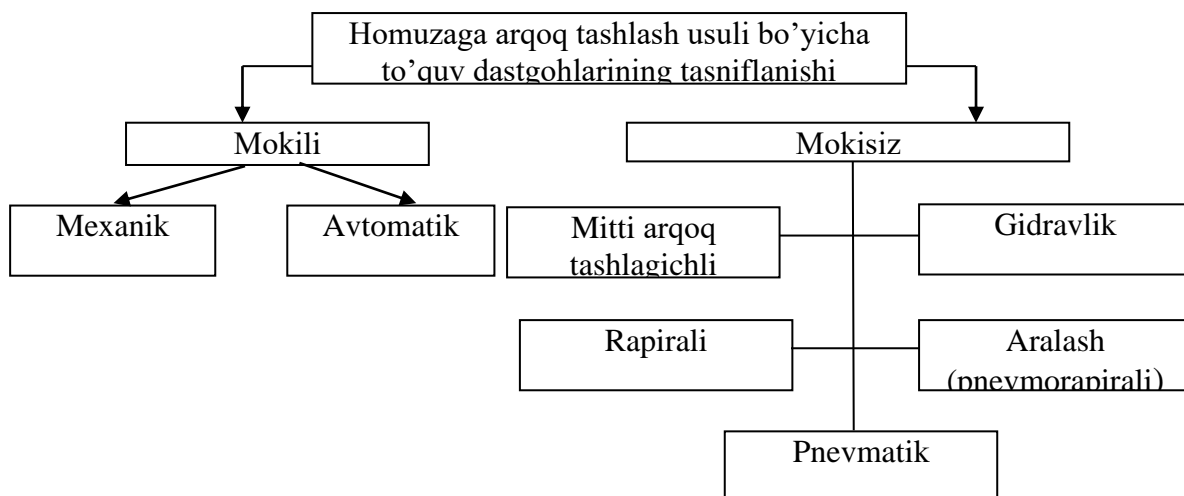 Homuzaga arqoq tashlash usuli bo’yicha
to’quv dastgohlarining tasniflanishi
Mokili
Mokisiz
Mexanik
Avtomatik
Mitti arqoq
tashlagichli
Gidravlik
Rapirali
Aralash
(pnevmorapirali)
Pnevmatik